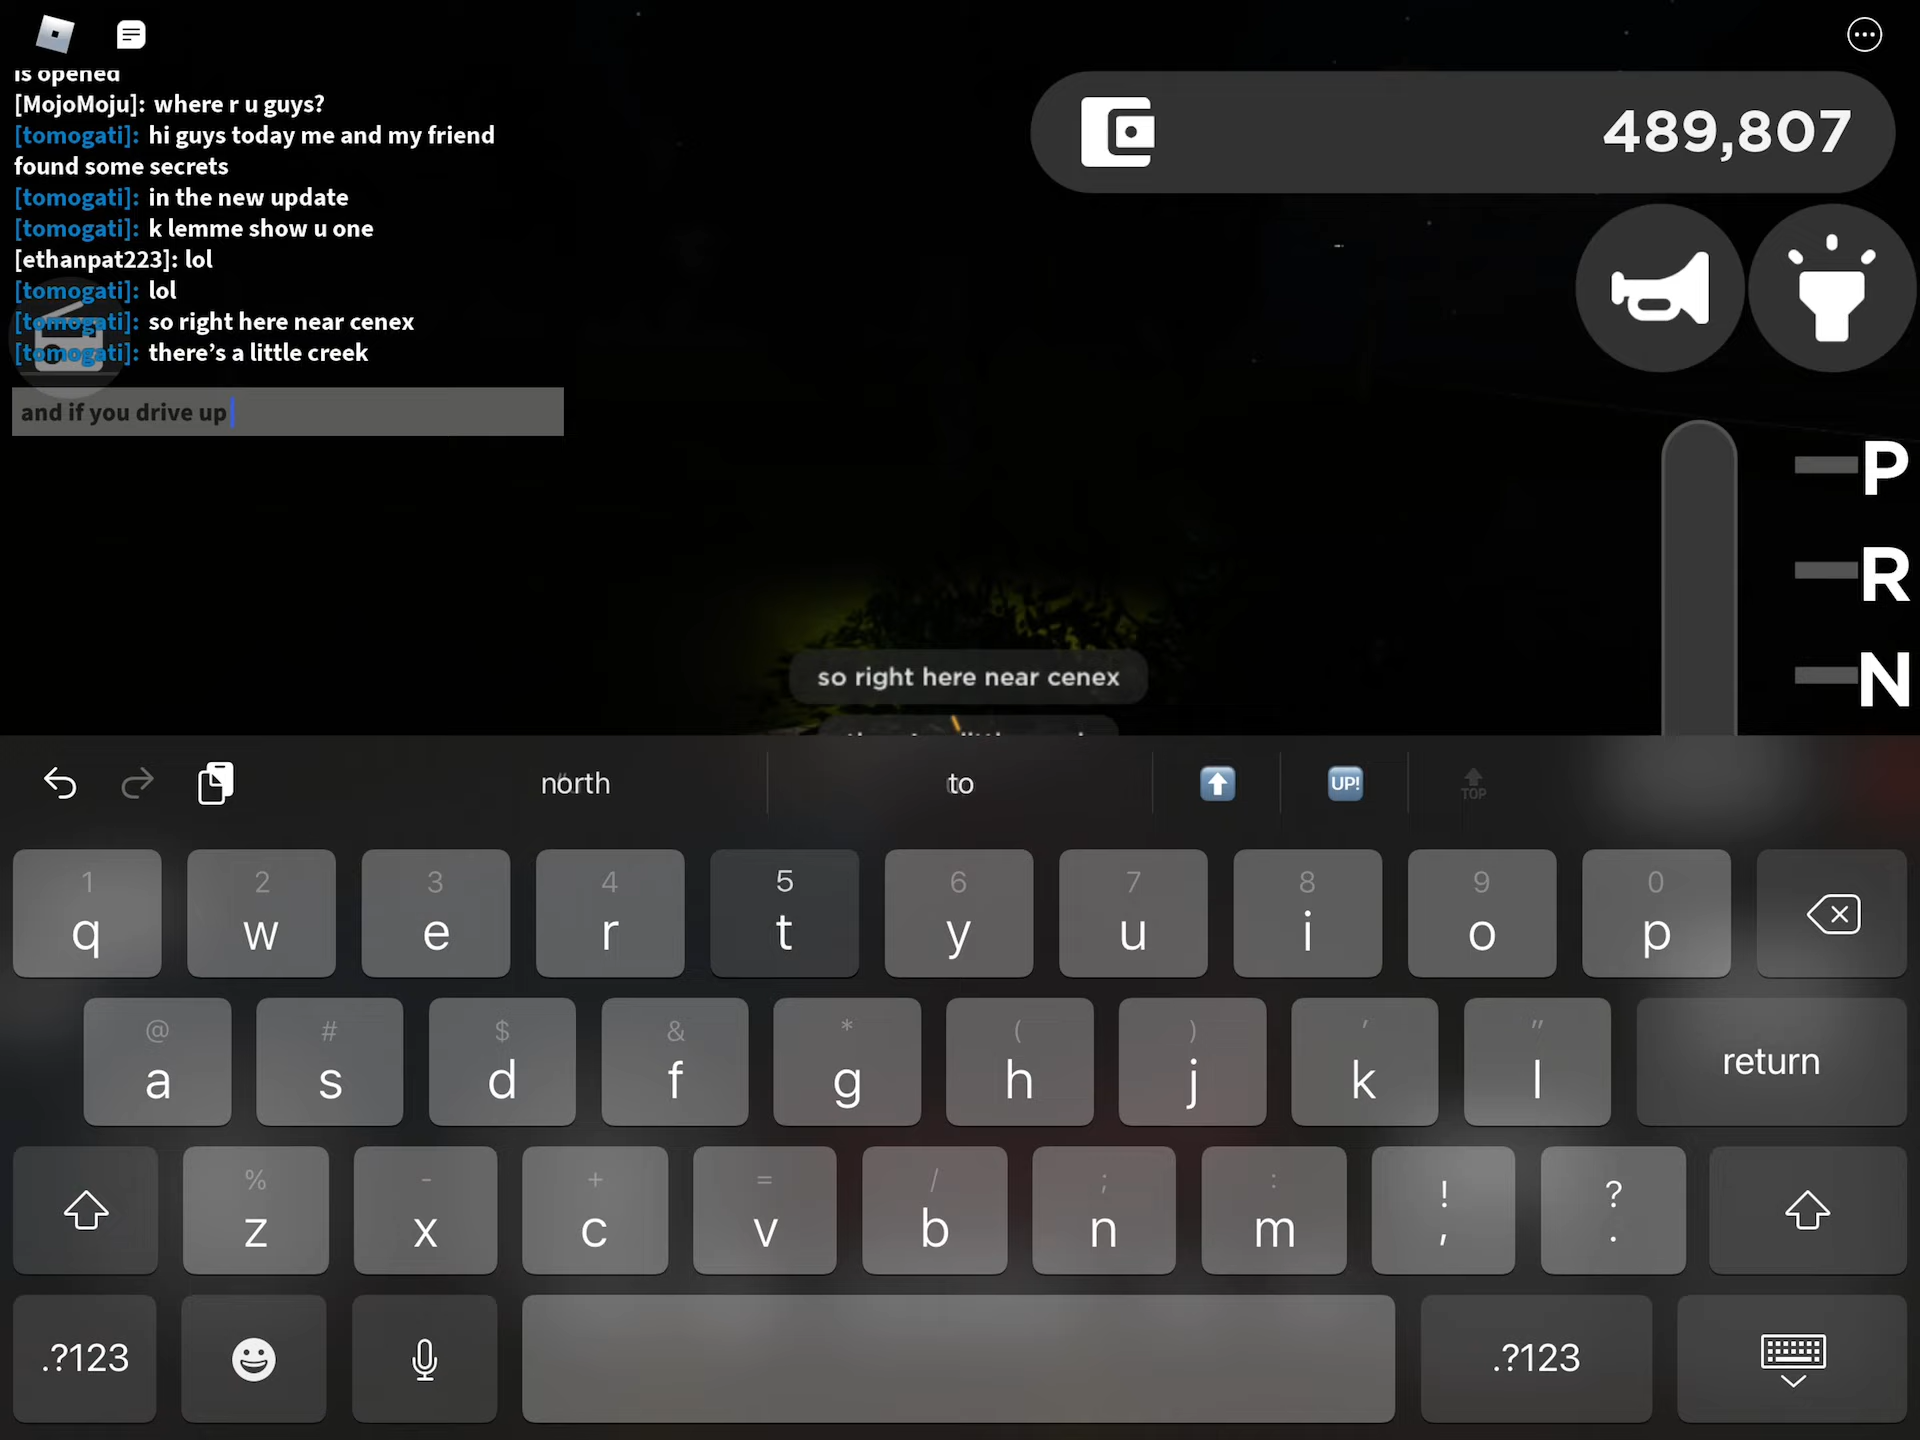 is opened
[MojoMoju]: where r u guys?
[tomogati]: hi guys today me and my friend
found some secrets
[tomogati]: in the new update
[tomogati]: k lemme show u one
[ethanpat223]: lol
[tomogati]: lol
[tomogati]: so right here near cenex
[tomogati]: there’s a little creek
and if you drive up
489,807
P
R
N
so right here near cenex
north to UP! TOP
1 2 3 4 5 6 7 8 9 0
q w e r t y u i o p
@ # $ & * ( ) ' "
a s d f g h j k l return
% - + = / ; : ! ?
z x c v b n m , .
.?123 .?123